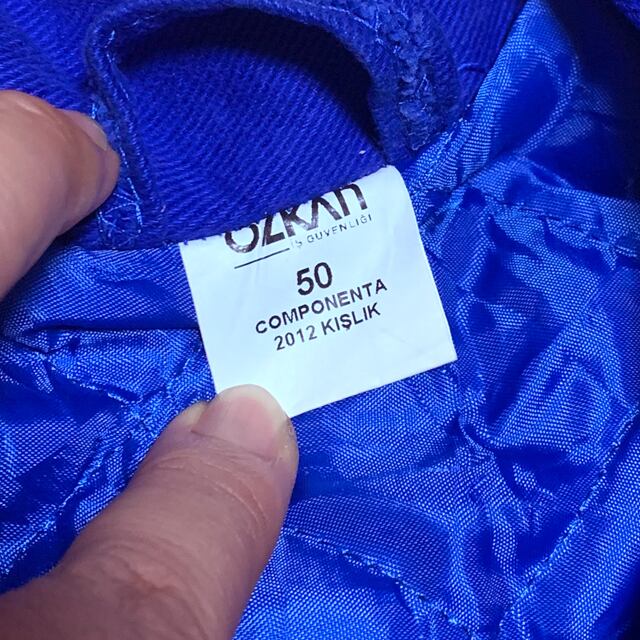 ÖZKAN
İŞ GÜVENLİĞİ
50
COMPONENTA
2012 KIŞLIK